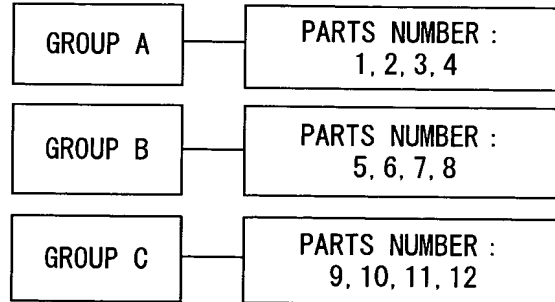 GROUP A
PARTS NUMBER :
1, 2, 3, 4
GROUP B
PARTS NUMBER :
5, 6, 7, 8
GROUP C
PARTS NUMBER :
9, 10, 11, 12